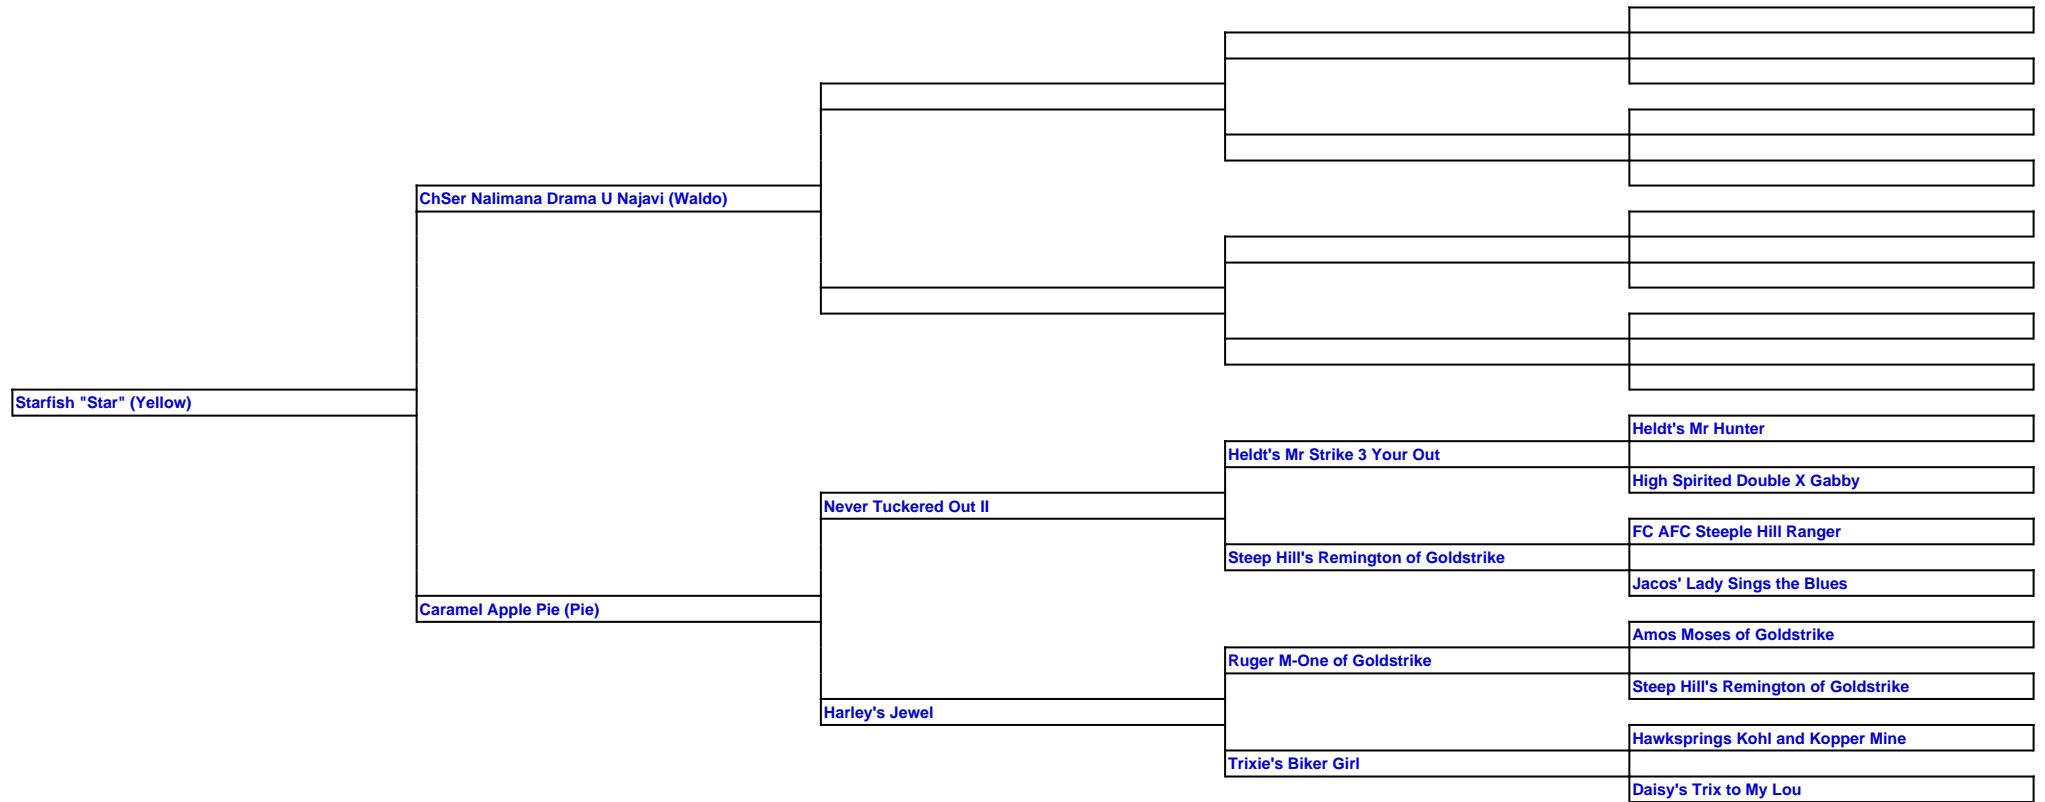 ChSer Nalimana Drama U Najavi (Waldo)
Starfish "Star" (Yellow)
Heldt's Mr Hunter
Heldt's Mr Strike 3 Your Out
High Spirited Double X Gabby
Never Tuckered Out II
FC AFC Steeple Hill Ranger
Steep Hill's Remington of Goldstrike
Jacos' Lady Sings the Blues
Caramel Apple Pie (Pie)
Amos Moses of Goldstrike
Ruger M-One of Goldstrike
Steep Hill's Remington of Goldstrike
Harley's Jewel
Hawksprings Kohl and Kopper Mine
Trixie's Biker Girl
Daisy's Trix to My Lou